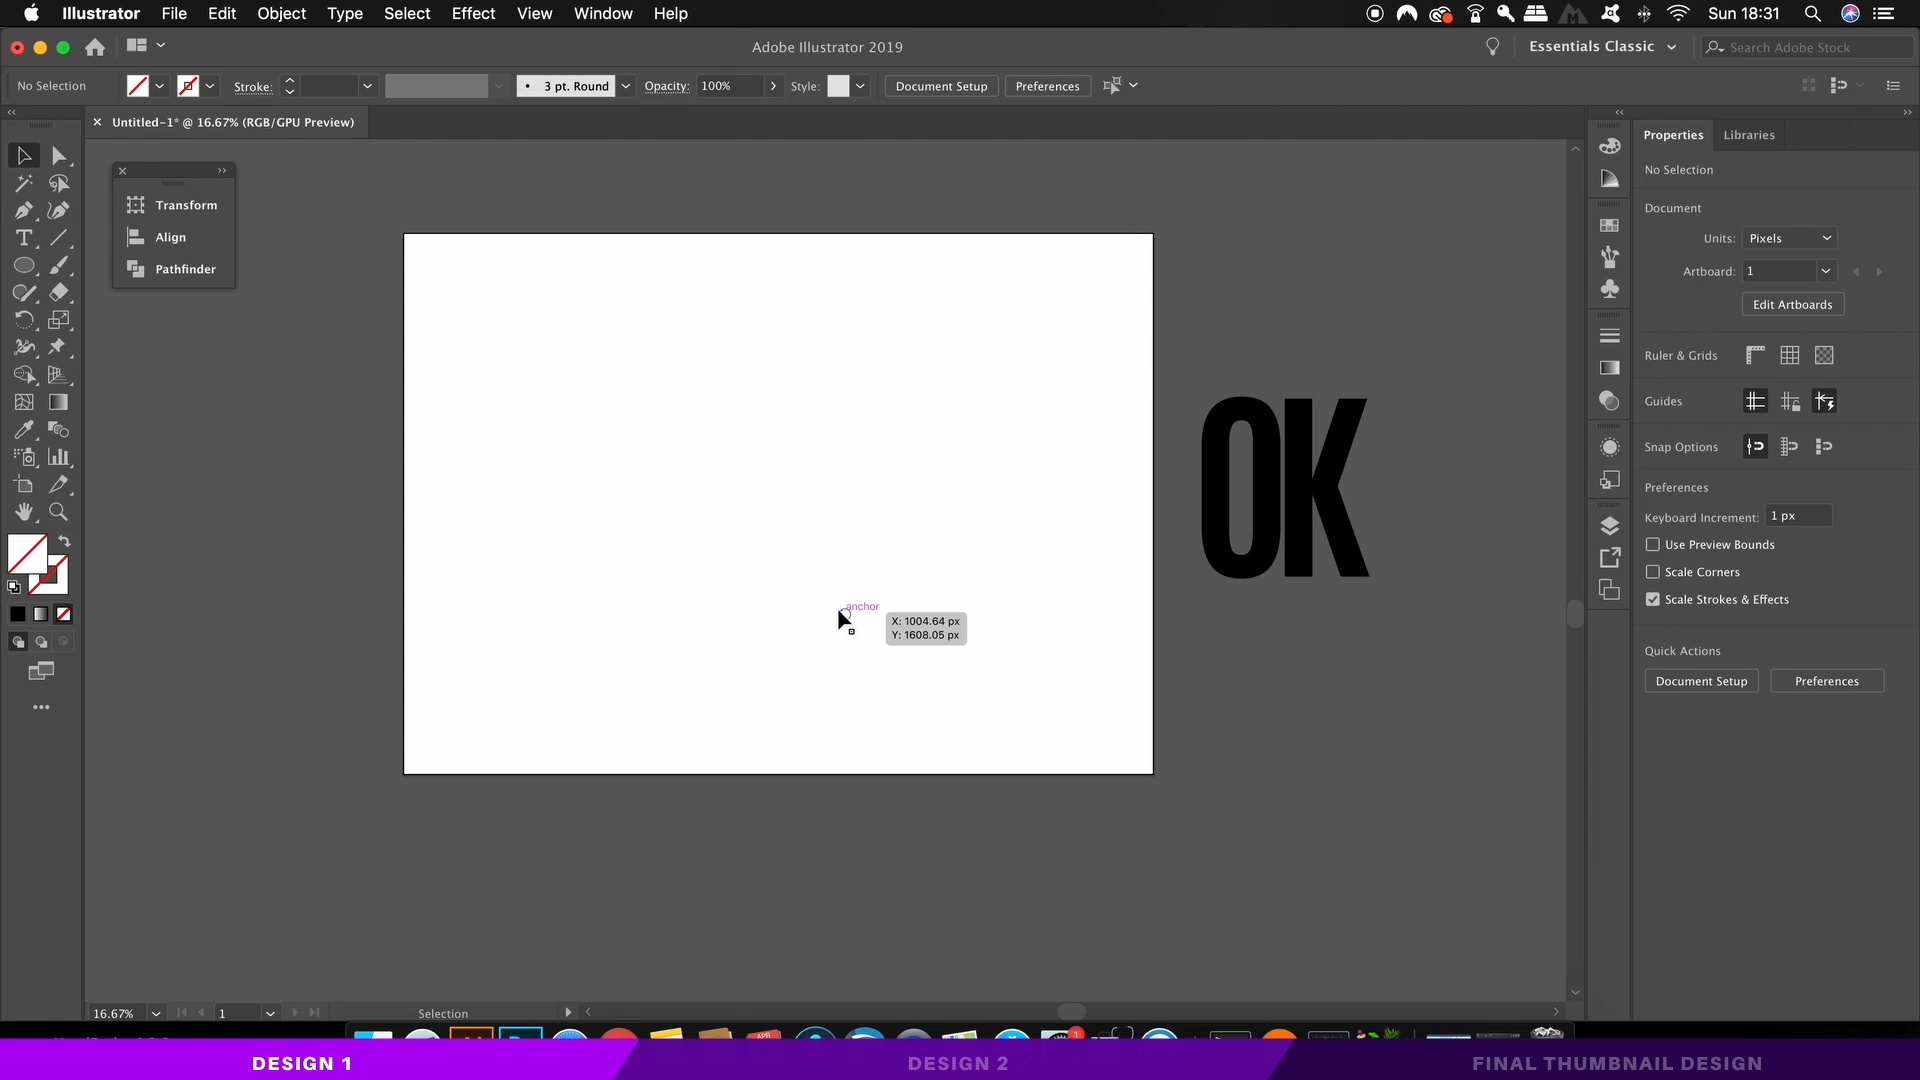 Illustrator File Edit Object Type Select Effect View Window Help
Sun 18:31
Adobe Illustrator 2019
Essentials Classic
Search Adobe Stock
No Selection
Stroke:
3 pt. Round
Opacity: 100%
Style:
Document Setup
Preferences
Untitled-1* @ 16.67% (RGB/GPU Preview)
Transform
Align
Pathfinder
OK
anchor
X: 1004.64 px
Y: 1608.05 px
Properties
Libraries
No Selection
Document
Units: Pixels
Artboard: 1
Edit Artboards
Ruler & Grids
Guides
Snap Options
Preferences
Keyboard Increment: 1 px
Use Preview Bounds
Scale Corners
Scale Strokes & Effects
Quick Actions
Document Setup
Preferences
16.67%
1
Selection
DESIGN 1
DESIGN 2
FINAL THUMBNAIL DESIGN